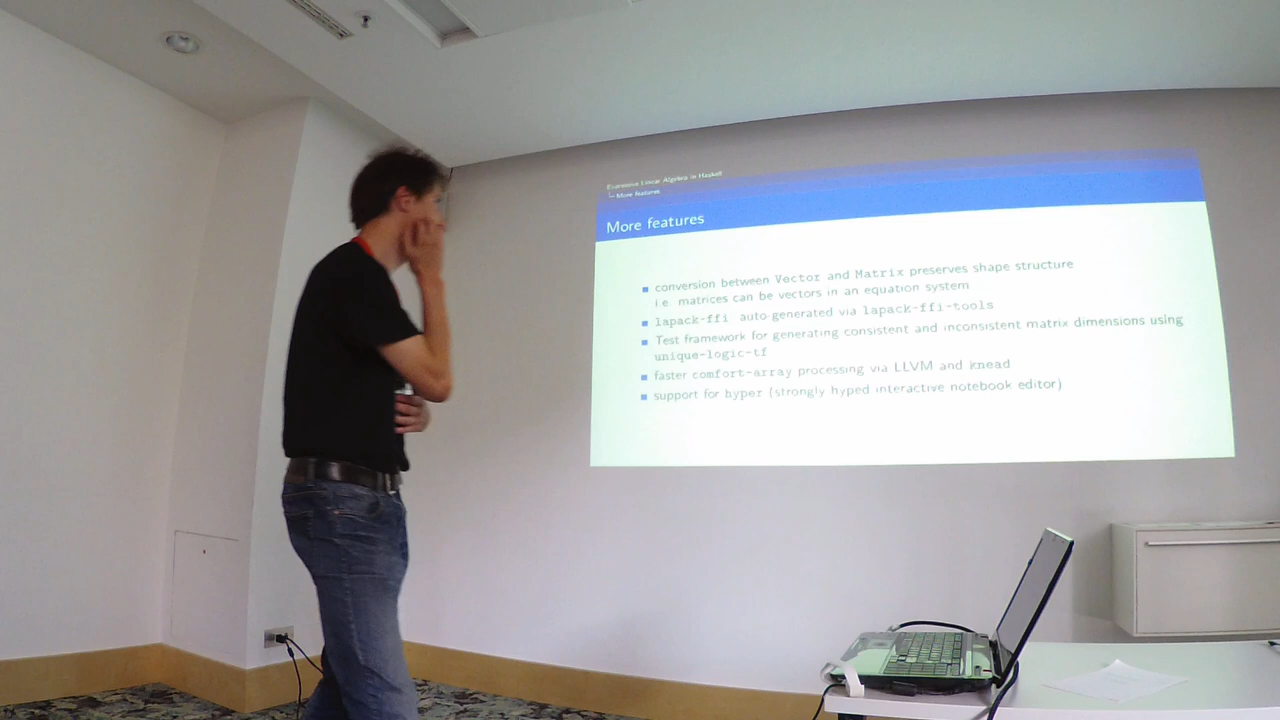 Expressive Linear Algebra in Haskell
More features
More features
conversion between Vector and Matrix preserves shape structure
i e matrices can be vectors in an equation system
lapack-ffi auto-generated via lapack-ffi-tools
Test framework for generating consistent and inconsistent matrix dimensions using
unique-logic-tf
faster comfort-array processing via LLVM and knead
support for hyper (strongly hyped interactive notebook editor)